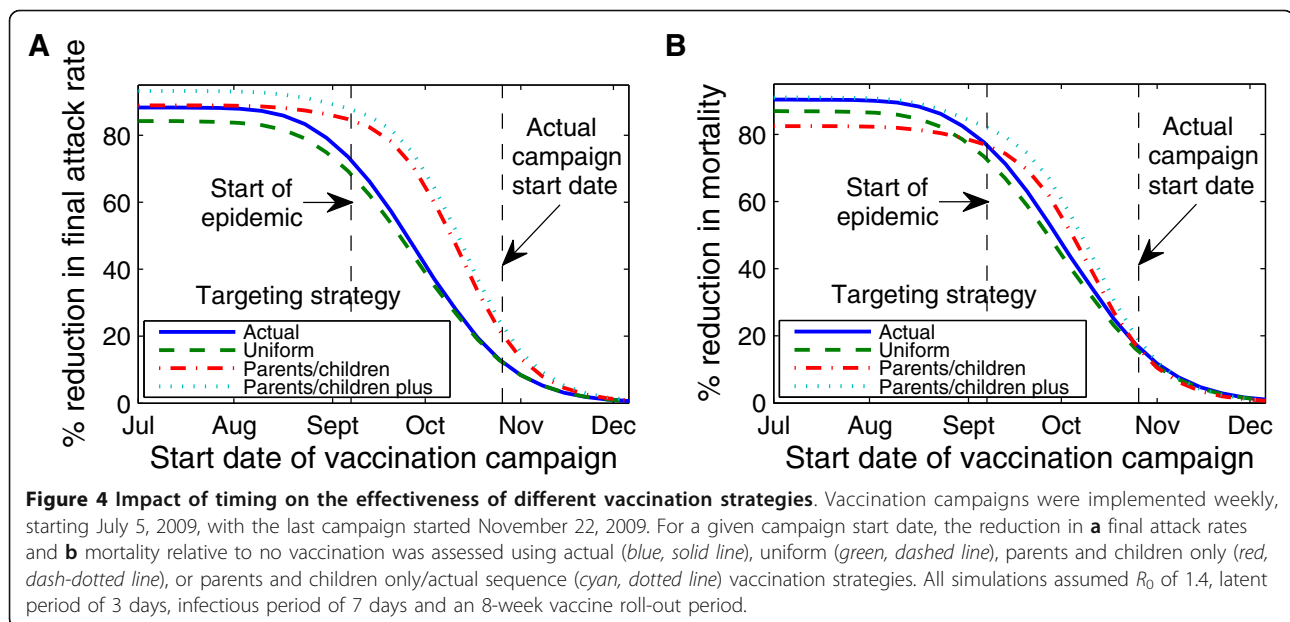 A
% reduction in final attack rate
80
60
40
20
0
Start of
epidemic
Actual
campaign
start date
Targeting strategy
Actual
Uniform
Parents/children
Parents/children plus
Jul Aug Sept Oct Nov Dec
Start date of vaccination campaign
B
% reduction in mortality
80
60
40
20
0
Start of
epidemic
Actual
campaign
start date
Targeting strategy
Actual
Uniform
Parents/children
Parents/children plus
Jul Aug Sept Oct Nov Dec
Start date of vaccination campaign
Figure 4 Impact of timing on the effectiveness of different vaccination strategies. Vaccination campaigns were implemented weekly,
starting July 5, 2009, with the last campaign started November 22, 2009. For a given campaign start date, the reduction in a final attack rates
and b mortality relative to no vaccination was assessed using actual (blue, solid line), uniform (green, dashed line), parents and children only (red,
dash-dotted line), or parents and children only/actual sequence (cyan, dotted line) vaccination strategies. All simulations assumed R0 of 1.4, latent
period of 3 days, infectious period of 7 days and an 8-week vaccine roll-out period.